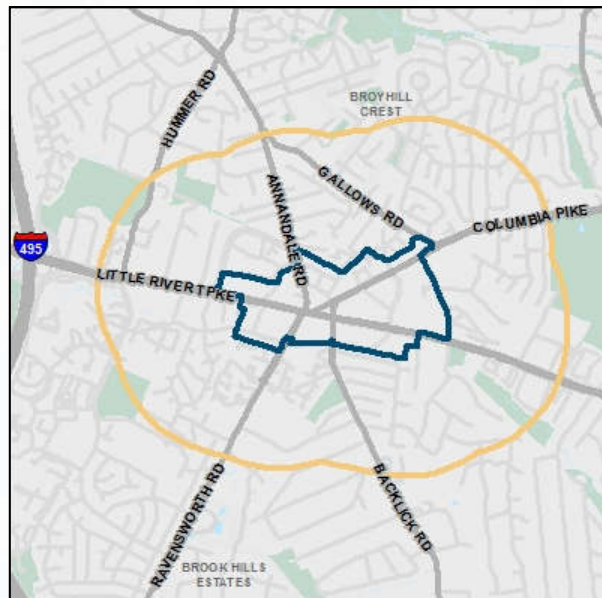 HUMMER RD
BROYHILL
CREST
ANNANDALE RD
GALLOWS RD
COLUMBIA PIKE
495
LITTLE RIVER TPKE
RAVENSWORTH RD
BACKLICK RD
BROOK HILLS
ESTATES